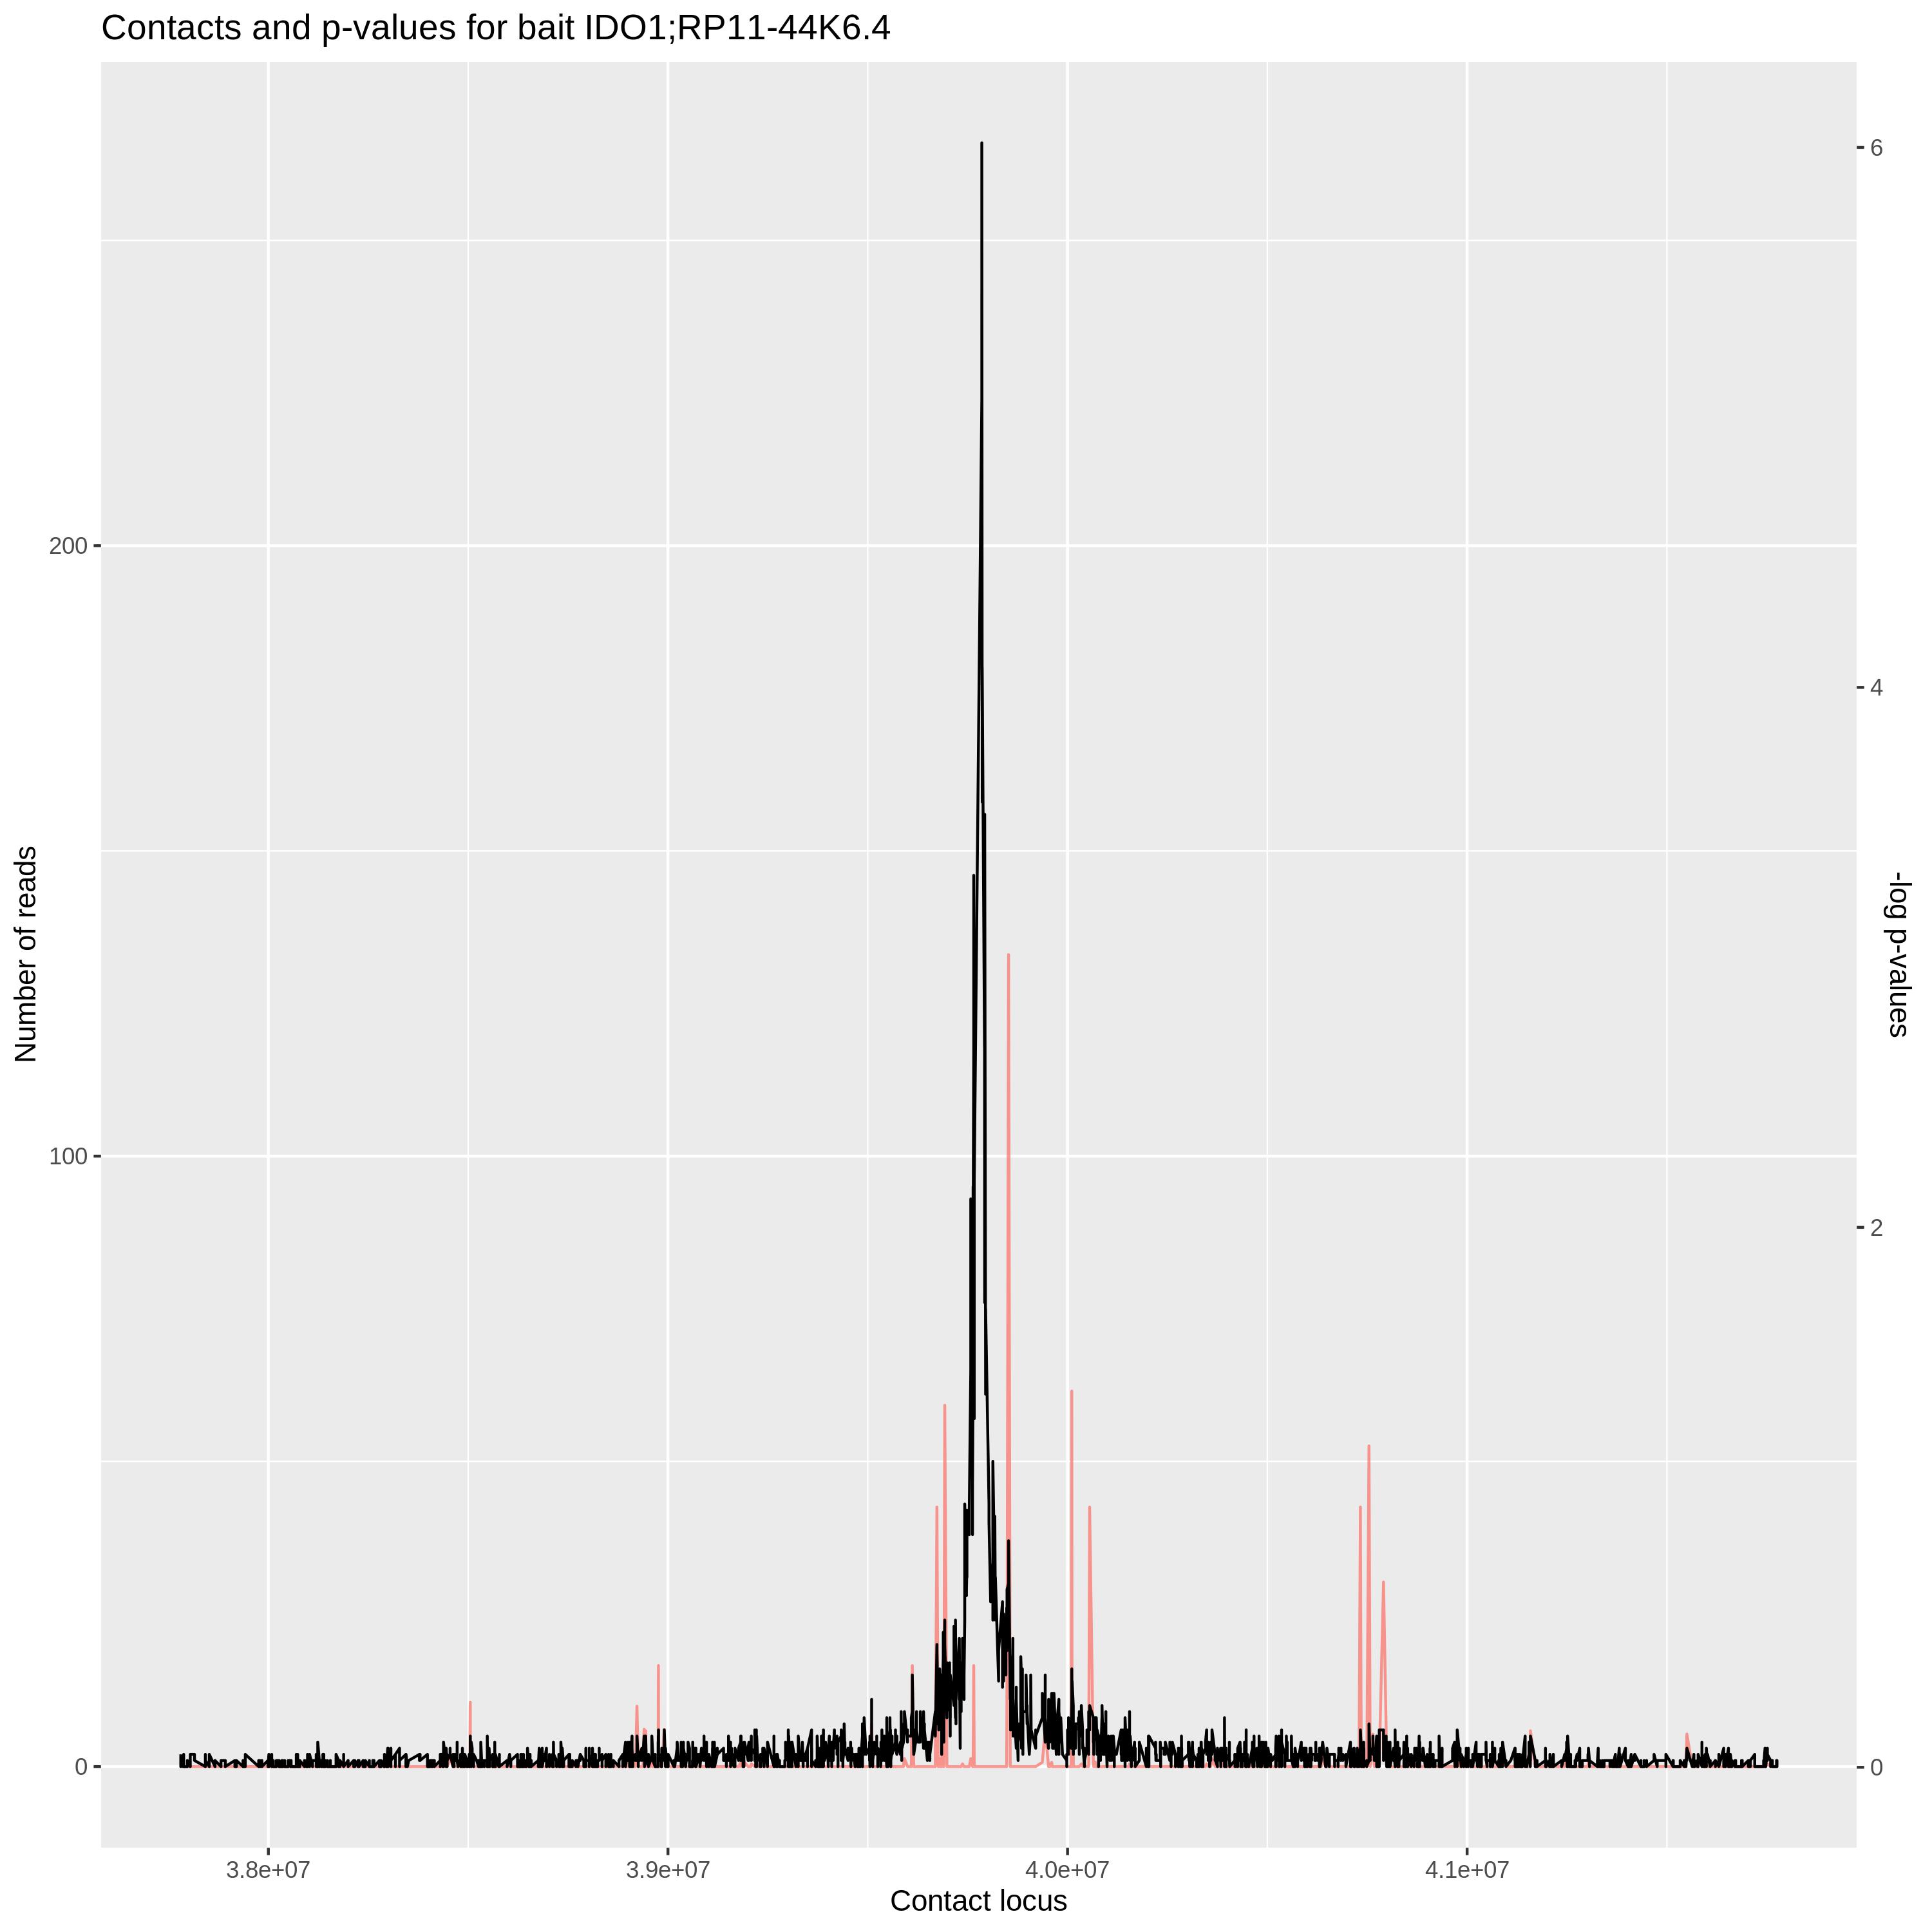 Contacts and p-values for bait IDO1;RP11-44K6.4
Number of reads
200
100
0
6
4
2
0
-log p-values
3.8e+07 3.9e+07 4.0e+07 4.1e+07
Contact locus